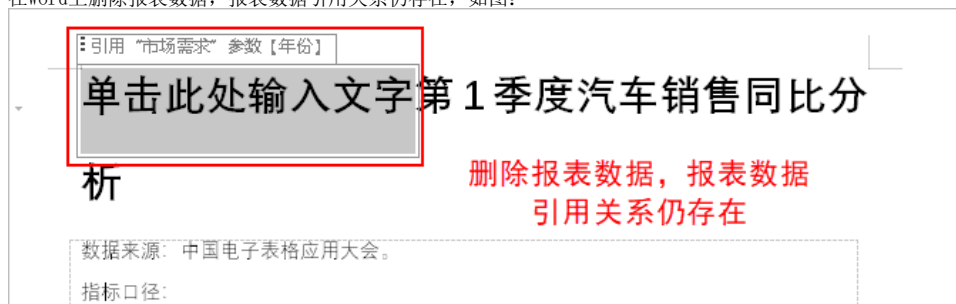 在Word上删除报表数据，报表数据引用关系仍存在，如图：
引用 “市场需求” 参数【年份】
单击此处输入文字第1季度汽车销售同比分
析
删除报表数据，报表数据
引用关系仍存在
数据来源：中国电子表格应用大会。
指标口径：